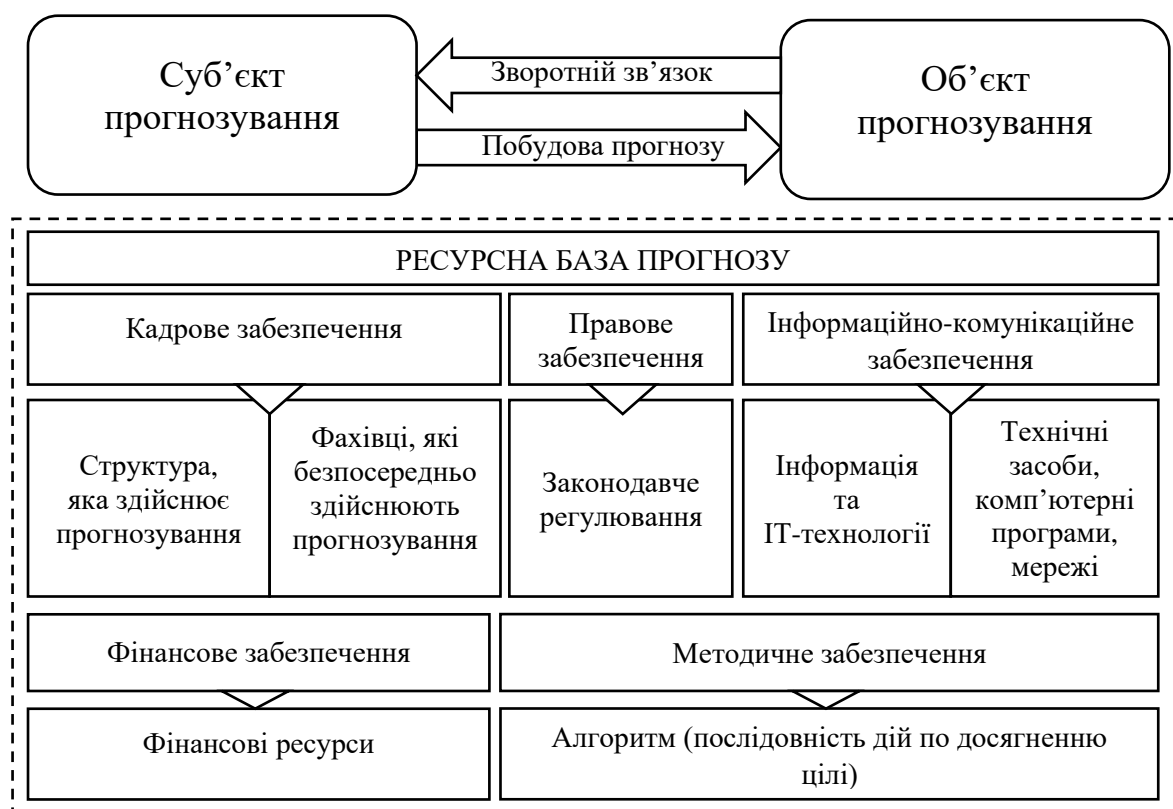 Суб’єкт
прогнозування
Зворотній зв’язок
Побудова прогнозу
Об’єкт
прогнозування
РЕСУРСНА БАЗА ПРОГНОЗУ
Кадрове забезпечення
Правове
забезпечення
Інформаційно-комунікаційне
забезпечення
Структура,
яка здійснює
прогнозування
Фахівці, які
безпосередньо
здійснюють
прогнозування
Законодавче
регулювання
Інформація
та
ІТ-технології
Технічні
засоби,
комп’ютерні
програми,
мережі
Фінансове забезпечення
Методичне забезпечення
Фінансові ресурси
Алгоритм (послідовність дій по досягненню
цілі)